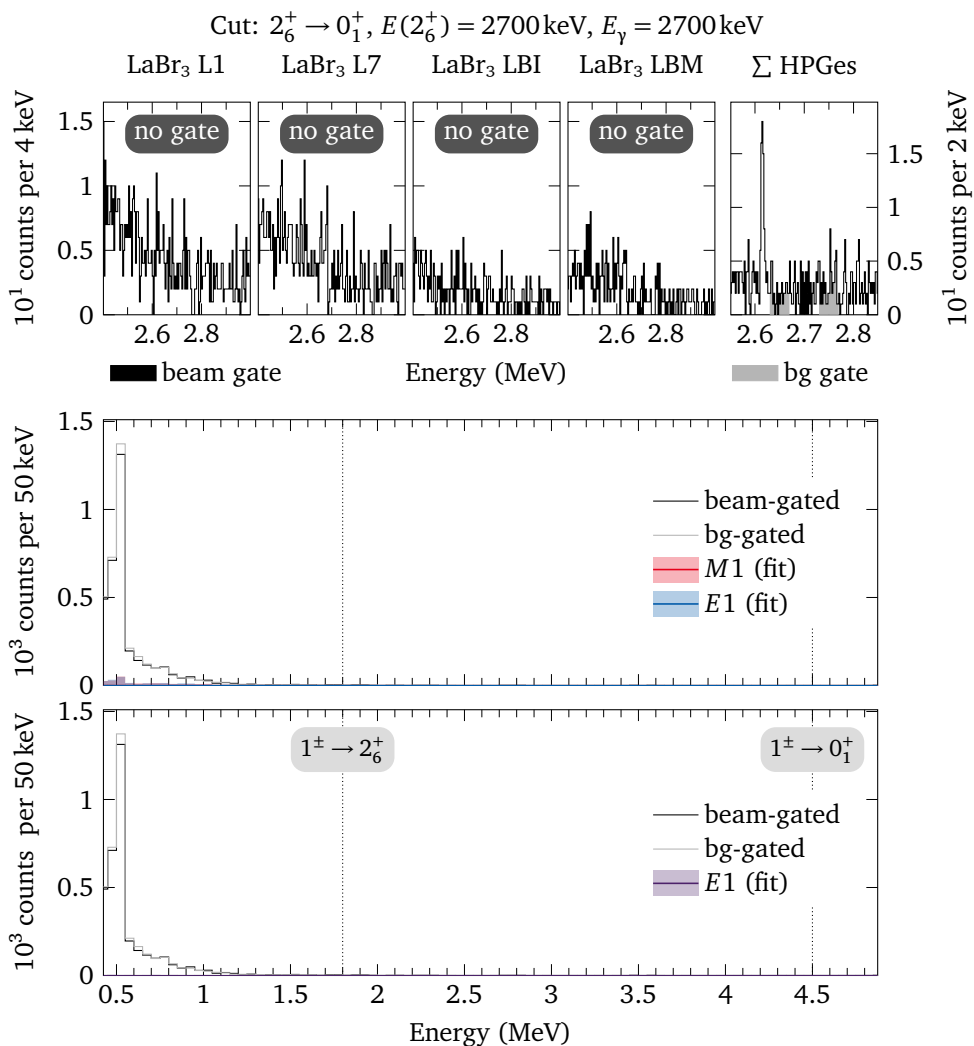 Cut: 2₆⁺ → 0₁⁺, E(2₆⁺) = 2700 keV, Eγ = 2700 keV
LaBr₃ L1 LaBr₃ L7 LaBr₃ LBI LaBr₃ LBM ∑ HPGes
no gate no gate no gate no gate
10¹ counts per 4 keV
1.5
1
0.5
0
10¹ counts per 2 keV
1.5
1
0.5
0
2.6 2.8 2.6 2.8 2.6 2.8 2.6 2.8 2.6 2.7 2.8
beam gate Energy (MeV) bg gate
10³ counts per 50 keV
1.5
1
0.5
0
beam-gated
bg-gated
M1 (fit)
E1 (fit)
10³ counts per 50 keV
1.5
1
0.5
0
1± → 2₆⁺ 1± → 0₁⁺
beam-gated
bg-gated
E1 (fit)
0.5 1 1.5 2 2.5 3 3.5 4 4.5
Energy (MeV)